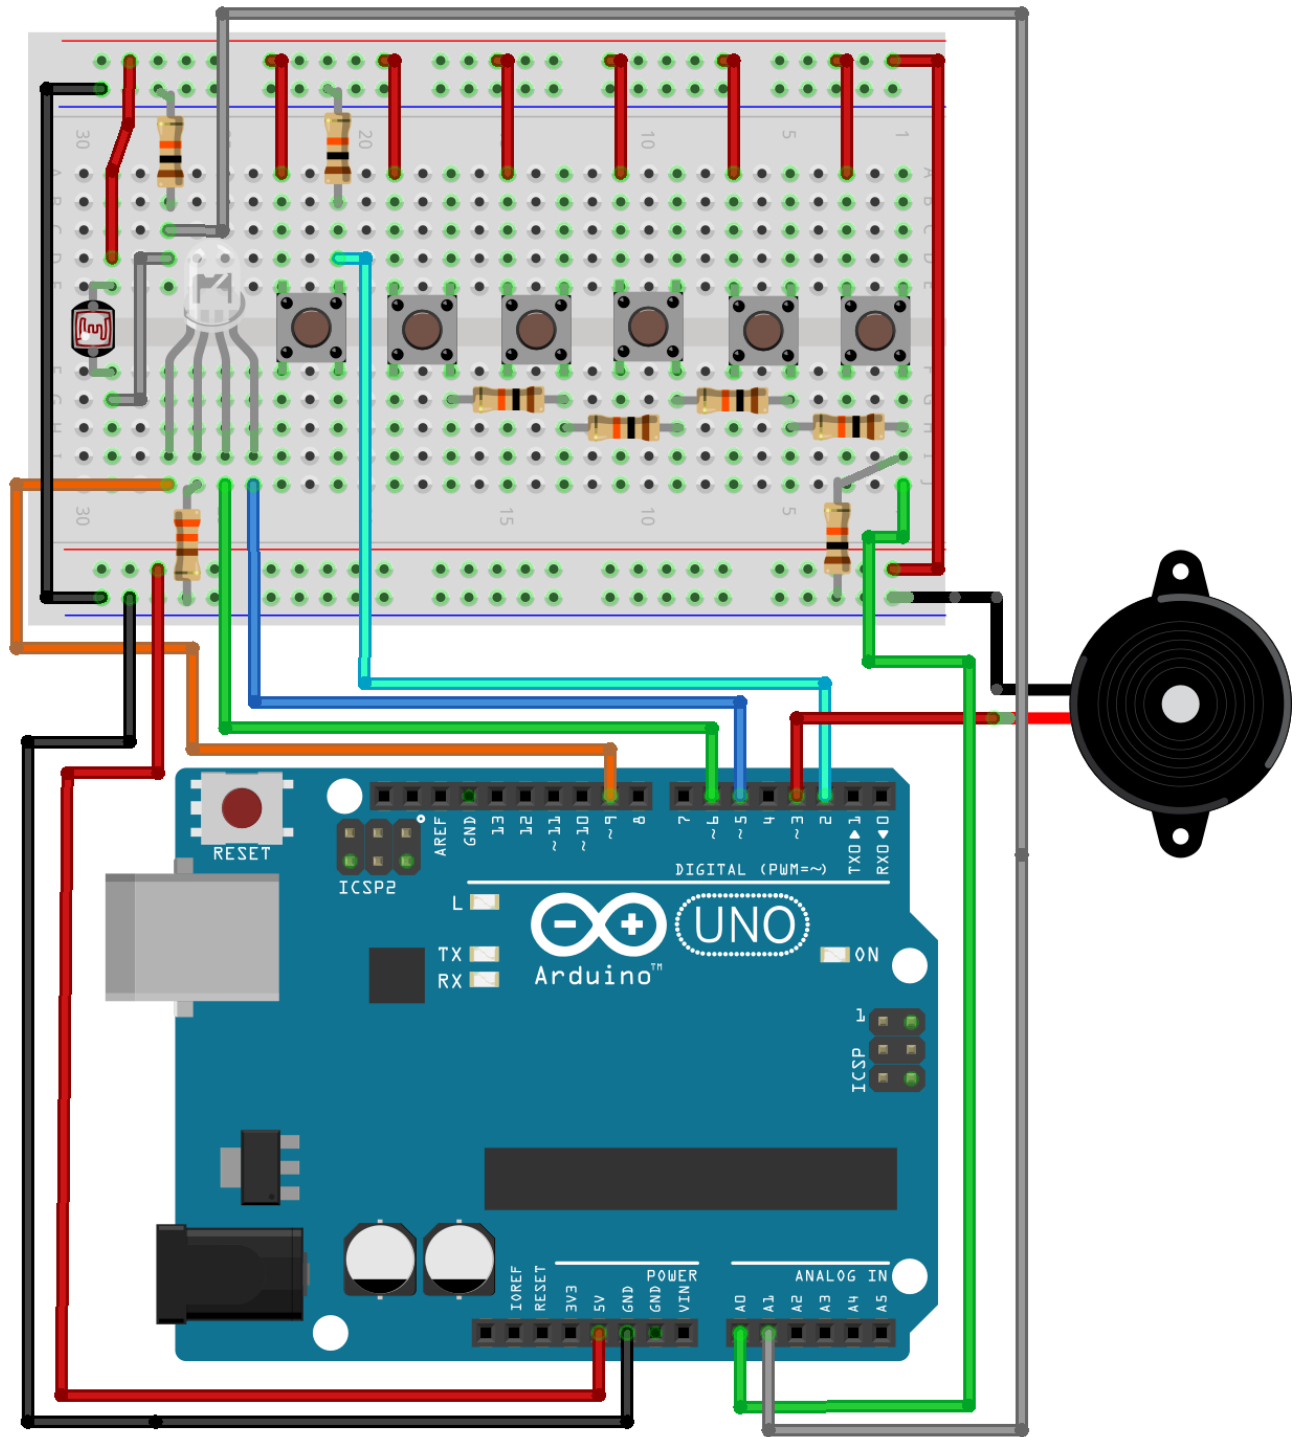 30
20
10
5
1
A
B
C
D
E
F
G
H
I
J
30
15
10
5
RESET
ICSP2
AREF
GND
13
12
~11
~10
~9
8
7
~6
~5
4
~3
2
TX0▶1
RX0◀0
DIGITAL (PWM=~)
L
TX
RX
Arduino™
UNO
ON
1
ICSP
IOREF
RESET
3V3
5V
GND
GND
VIN
POWER
A0
A1
A2
A3
A4
A5
ANALOG IN